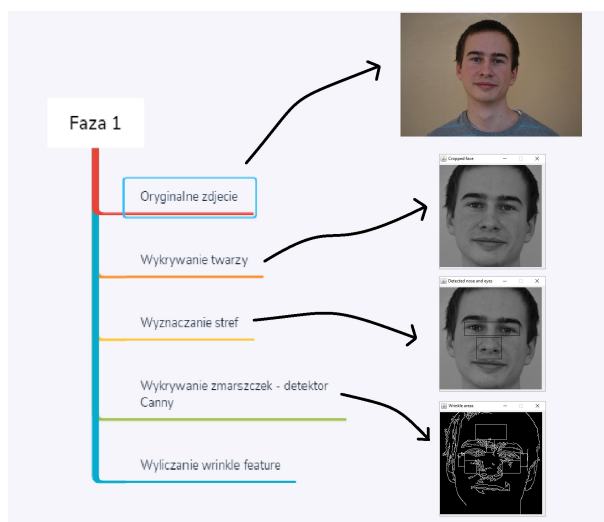 Faza 1
Oryginalne zdjecie
Wykrywanie twarzy
Wyznaczanie stref
Wykrywanie zmarszczek - detektor
Canny
Wyliczanie wrinkle feature
Cropped face
Detected nose and eyes
Wrinkle areas